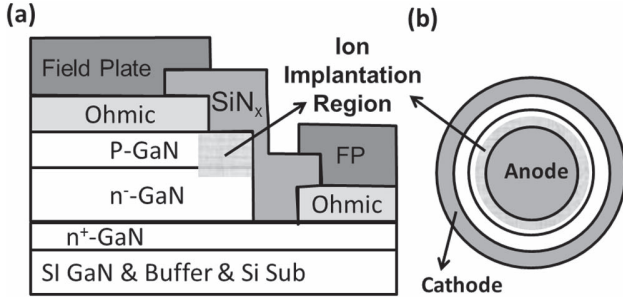 (a)
Field Plate
SiNₓ
Ohmic
P-GaN
n⁻-GaN
n⁺-GaN
SI GaN & Buffer & Si Sub
Ion
Implantation
Region
FP
Ohmic
(b)
Anode
Cathode